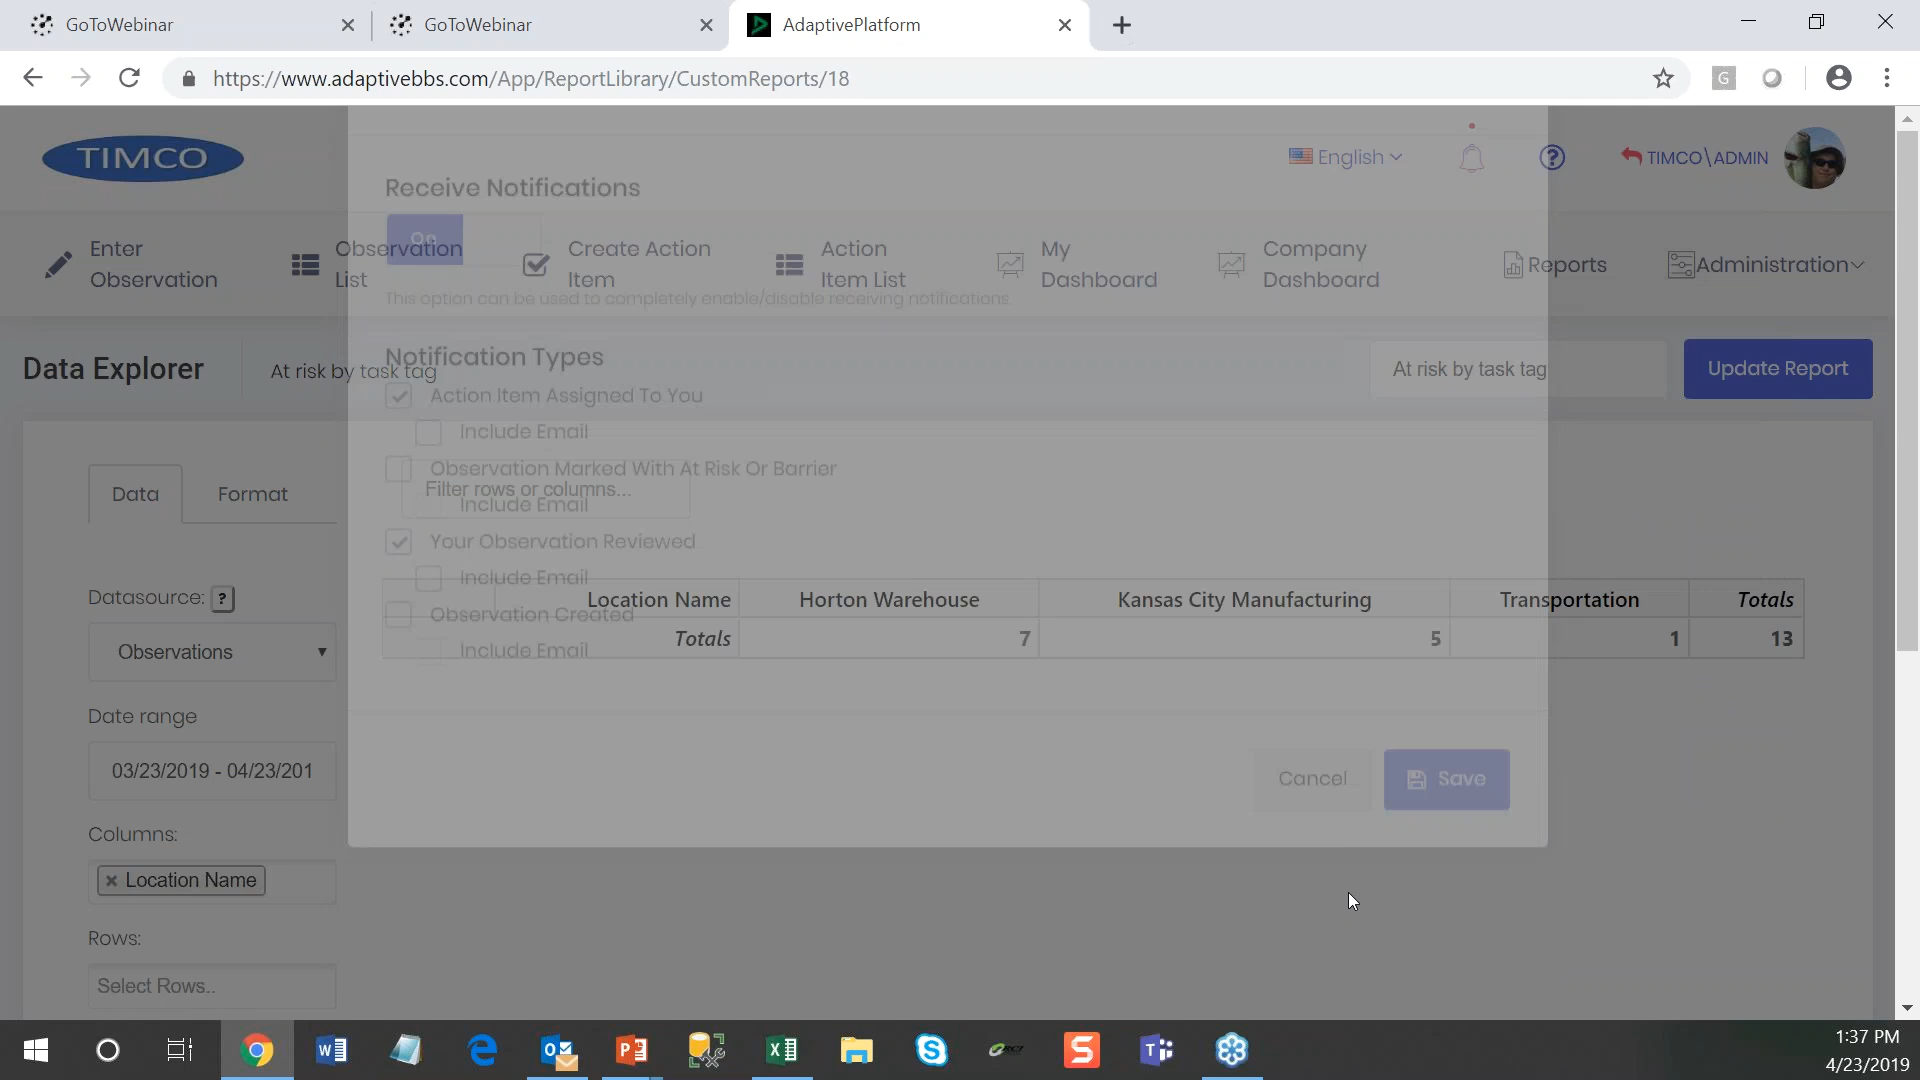 GoToWebinar
GoToWebinar
AdaptivePlatform
https://www.adaptivebbs.com/App/ReportLibrary/CustomReports/18
G
TIMCO
English
?
TIMCO\ADMIN
Receive Notifications
On
Enter
Observation
Observation
List
Create Action
Item
Action
Item List
My
Dashboard
Company
Dashboard
Reports
Administration
This option can be used to completely enable/disable receiving notifications
Data Explorer
At risk by task tag
At risk by task tag
Update Report
Notification Types
Action Item Assigned To You
Include Email
Observation Marked With At Risk Or Barrier
Filter rows or columns...
Include Email
Your Observation Reviewed
Include Email
Observation Created
Include Email
Data
Format
Datasource: ?
Observations
Date range
03/23/2019 - 04/23/201
Columns:
Location Name
Rows:
Select Rows..
Location Name Horton Warehouse Kansas City Manufacturing Transportation Totals
Totals 7 5 1 13
Cancel
Save
1:37 PM
4/23/2019